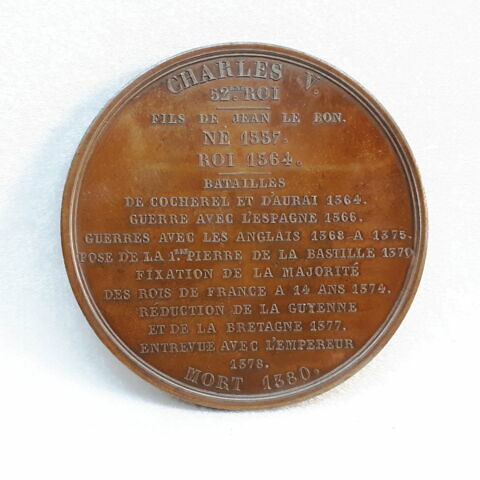 CHARLES V.
52ME ROI
FILS DE JEAN LE BON.
NÉ 1337.
ROI 1364.
BATAILLES
DE COCHEREL ET D'AURAI 1364.
GUERRE AVEC L'ESPAGNE 1366.
GUERRES AVEC LES ANGLAIS 1368 A 1375.
POSE DE LA 1ÈRE PIERRE DE LA BASTILLE 1370
FIXATION DE LA MAJORITÉ
DES ROIS DE FRANCE A 14 ANS 1374.
RÉDUCTION DE LA GUYENNE
ET DE LA BRETAGNE 1377.
ENTREVUE AVEC L'EMPEREUR
1378.
MORT 1380.